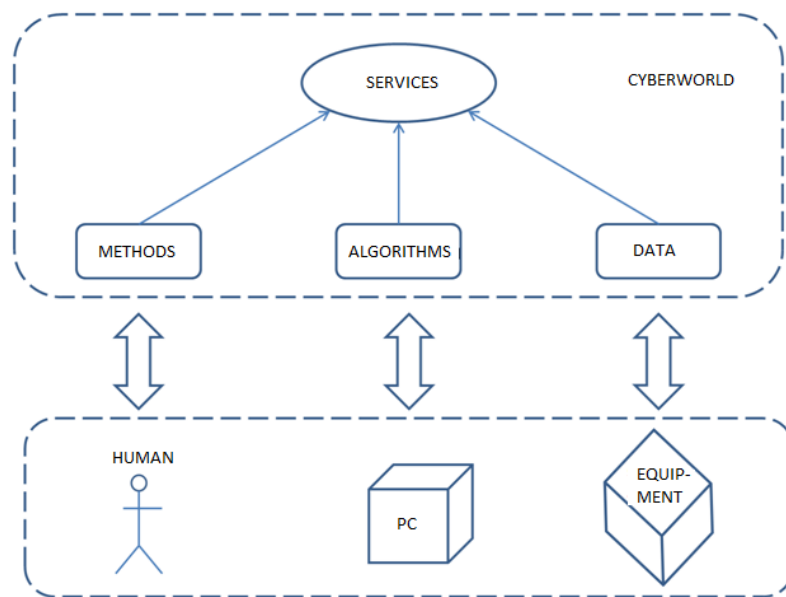 SERVICES
CYBERWORLD
METHODS
ALGORITHMS
DATA
HUMAN
PC
EQUIP-
MENT